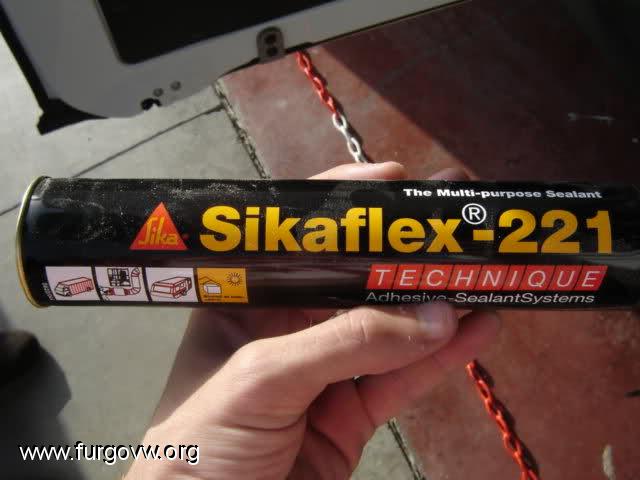 The Multi-purpose Sealant
Sika®
Sikaflex®-221
TECHNIQUE
Adhesive-SealantSystems
www.furgovw.org